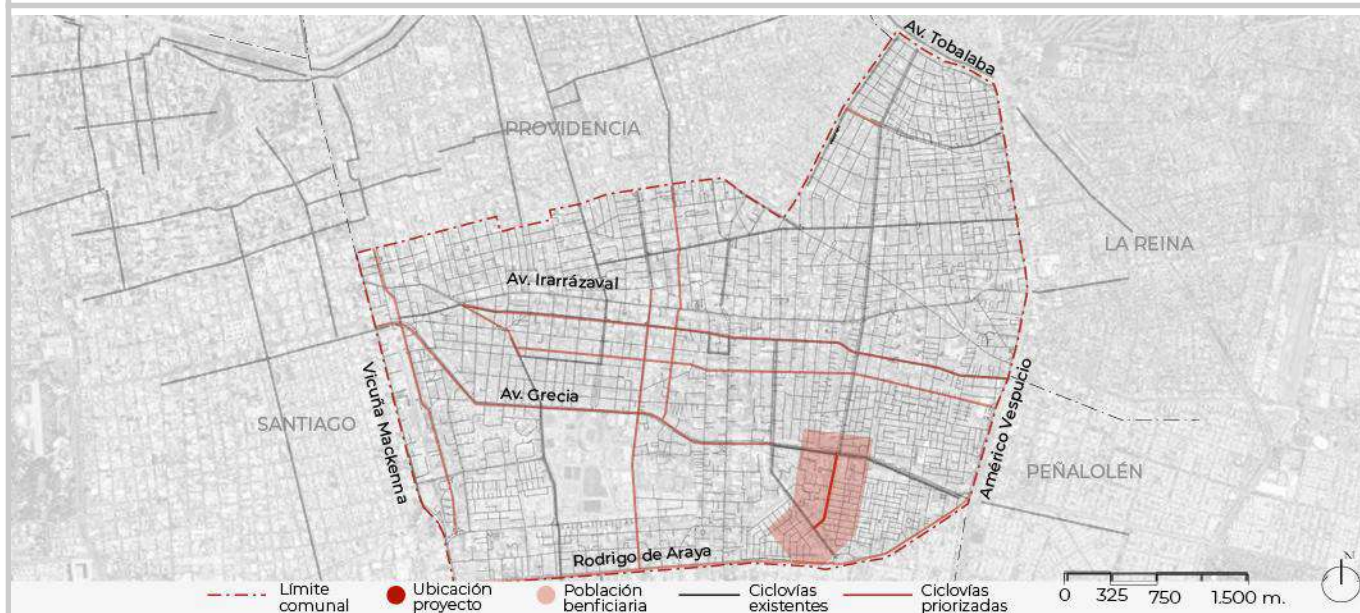 Av. Tobalaba
PROVIDENCIA
LA REINA
Av. Irarrázaval
Vicuña Mackenna
Av. Grecia
SANTIAGO
Américo Vespucio
PEÑALOLÉN
Rodrigo de Araya
N
Límite comunal
Ubicación proyecto
Población benficiaria
Ciclovías existentes
Ciclovías priorizadas
0 325 750 1.500 m.